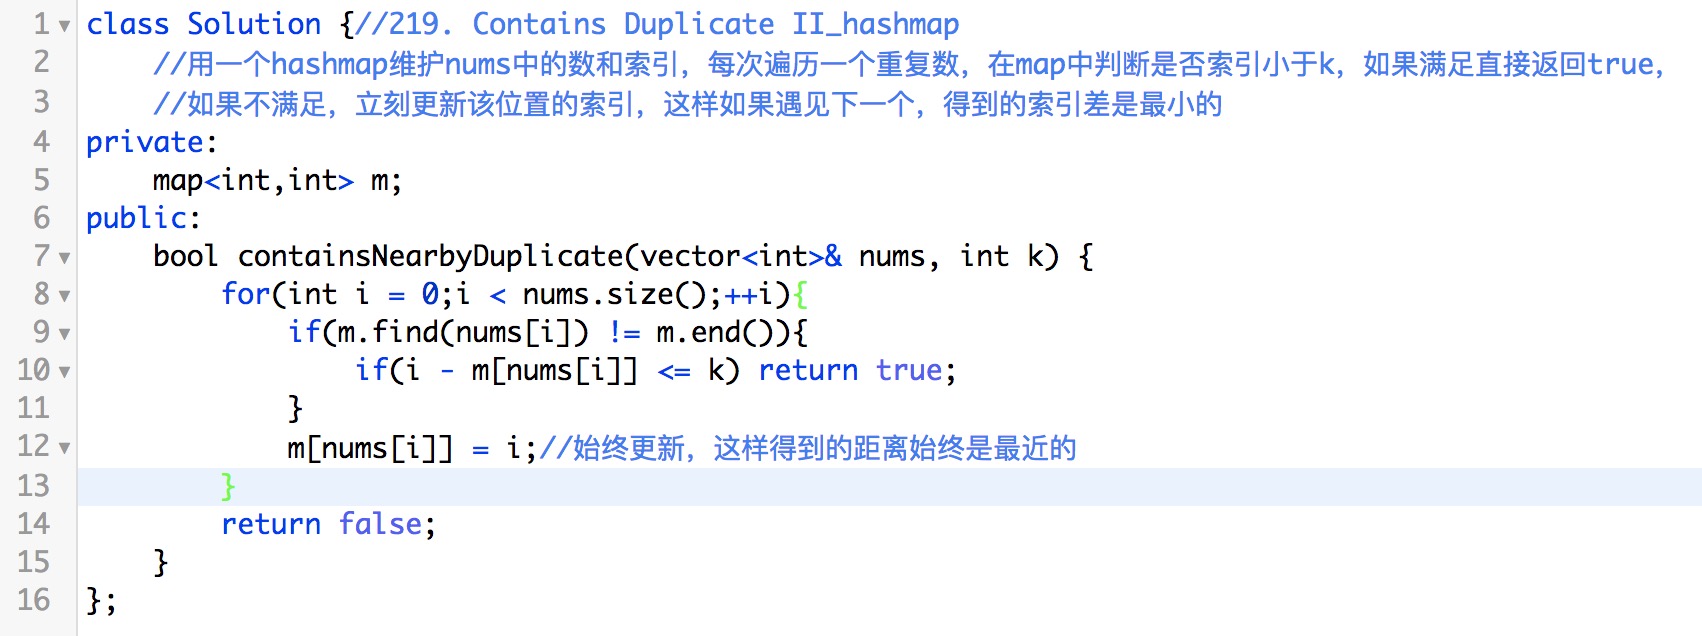 1 class Solution {//219. Contains Duplicate II_hashmap
2     //用一个hashmap维护nums中的数和索引，每次遍历一个重复数，在map中判断是否索引小于k，如果满足直接返回true，
3     //如果不满足，立刻更新该位置的索引，这样如果遇见下一个，得到的索引差是最小的
4 private:
5     map<int,int> m;
6 public:
7     bool containsNearbyDuplicate(vector<int>& nums, int k) {
8         for(int i = 0;i < nums.size();++i){
9             if(m.find(nums[i]) != m.end()){
10                 if(i - m[nums[i]] <= k) return true;
11             }
12             m[nums[i]] = i;//始终更新，这样得到的距离始终是最近的
13         }
14         return false;
15     }
16 };